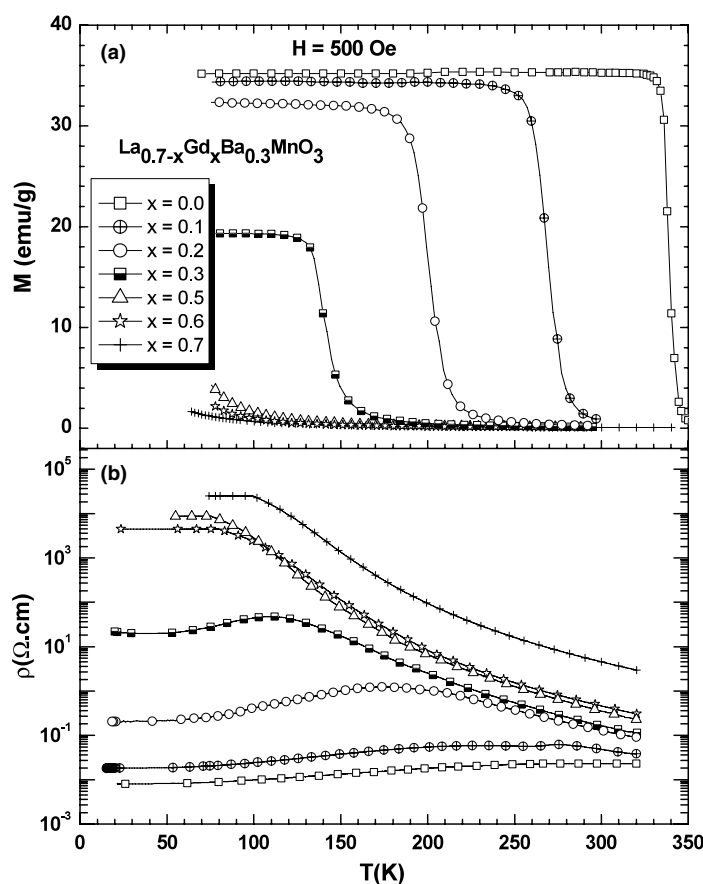 (a)
H = 500 Oe
La0.7-xGdxBa0.3MnO3
x = 0.0
x = 0.1
x = 0.2
x = 0.3
x = 0.5
x = 0.6
x = 0.7
M (emu/g)
40
30
20
10
0
(b)
ρ(Ω.cm)
10^5
10^3
10^1
10^-1
10^-3
0 50 100 150 200 250 300 350
T(K)